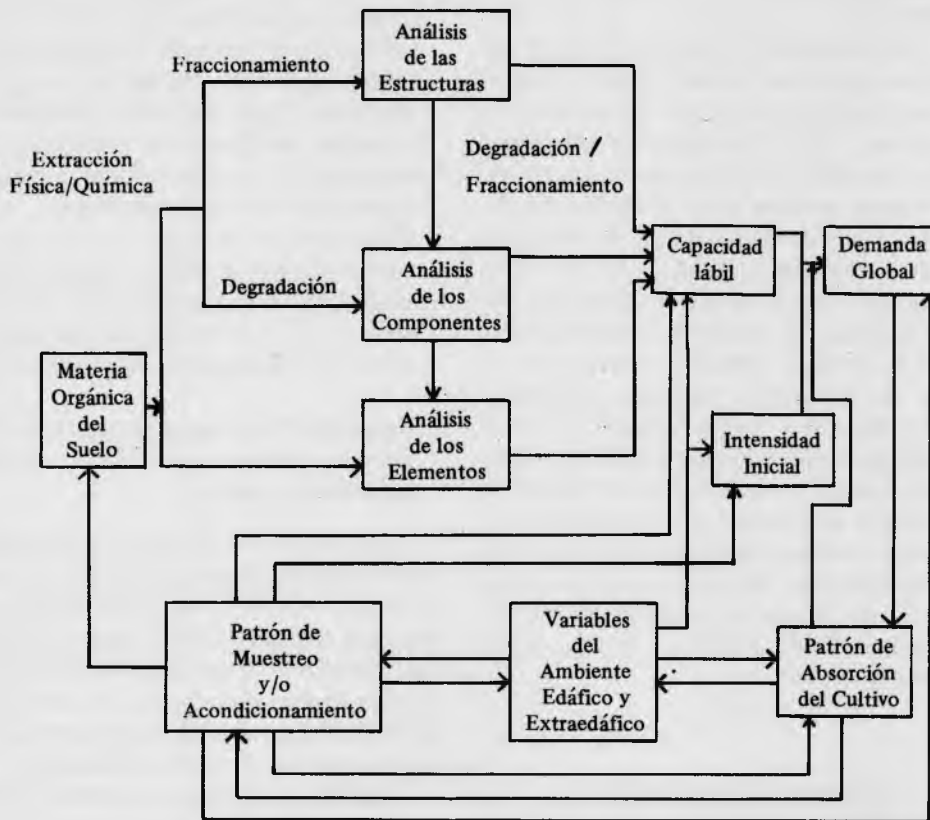 Análisis
de las
Estructuras
Fraccionamiento
Extracción
Física/Química
Degradación /
Fraccionamiento
Degradación
Análisis
de los
Componentes
Capacidad
lábil
Demanda
Global
Materia
Orgánica
del
Suelo
Análisis
de los
Elementos
Intensidad
Inicial
Patrón de
Muestreo
y/o
Acondicionamiento
Variables
del
Ambiente
Edáfico y
Extraedáfico
Patrón de
Absorción
del Cultivo